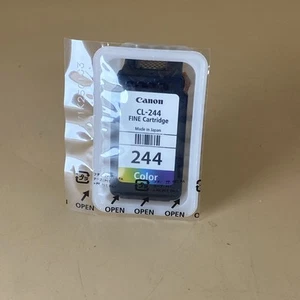 Canon
CL-244
FINE Cartridge
Made in Japan
244
Color
OPEN
OPEN
OPEN
OPEN